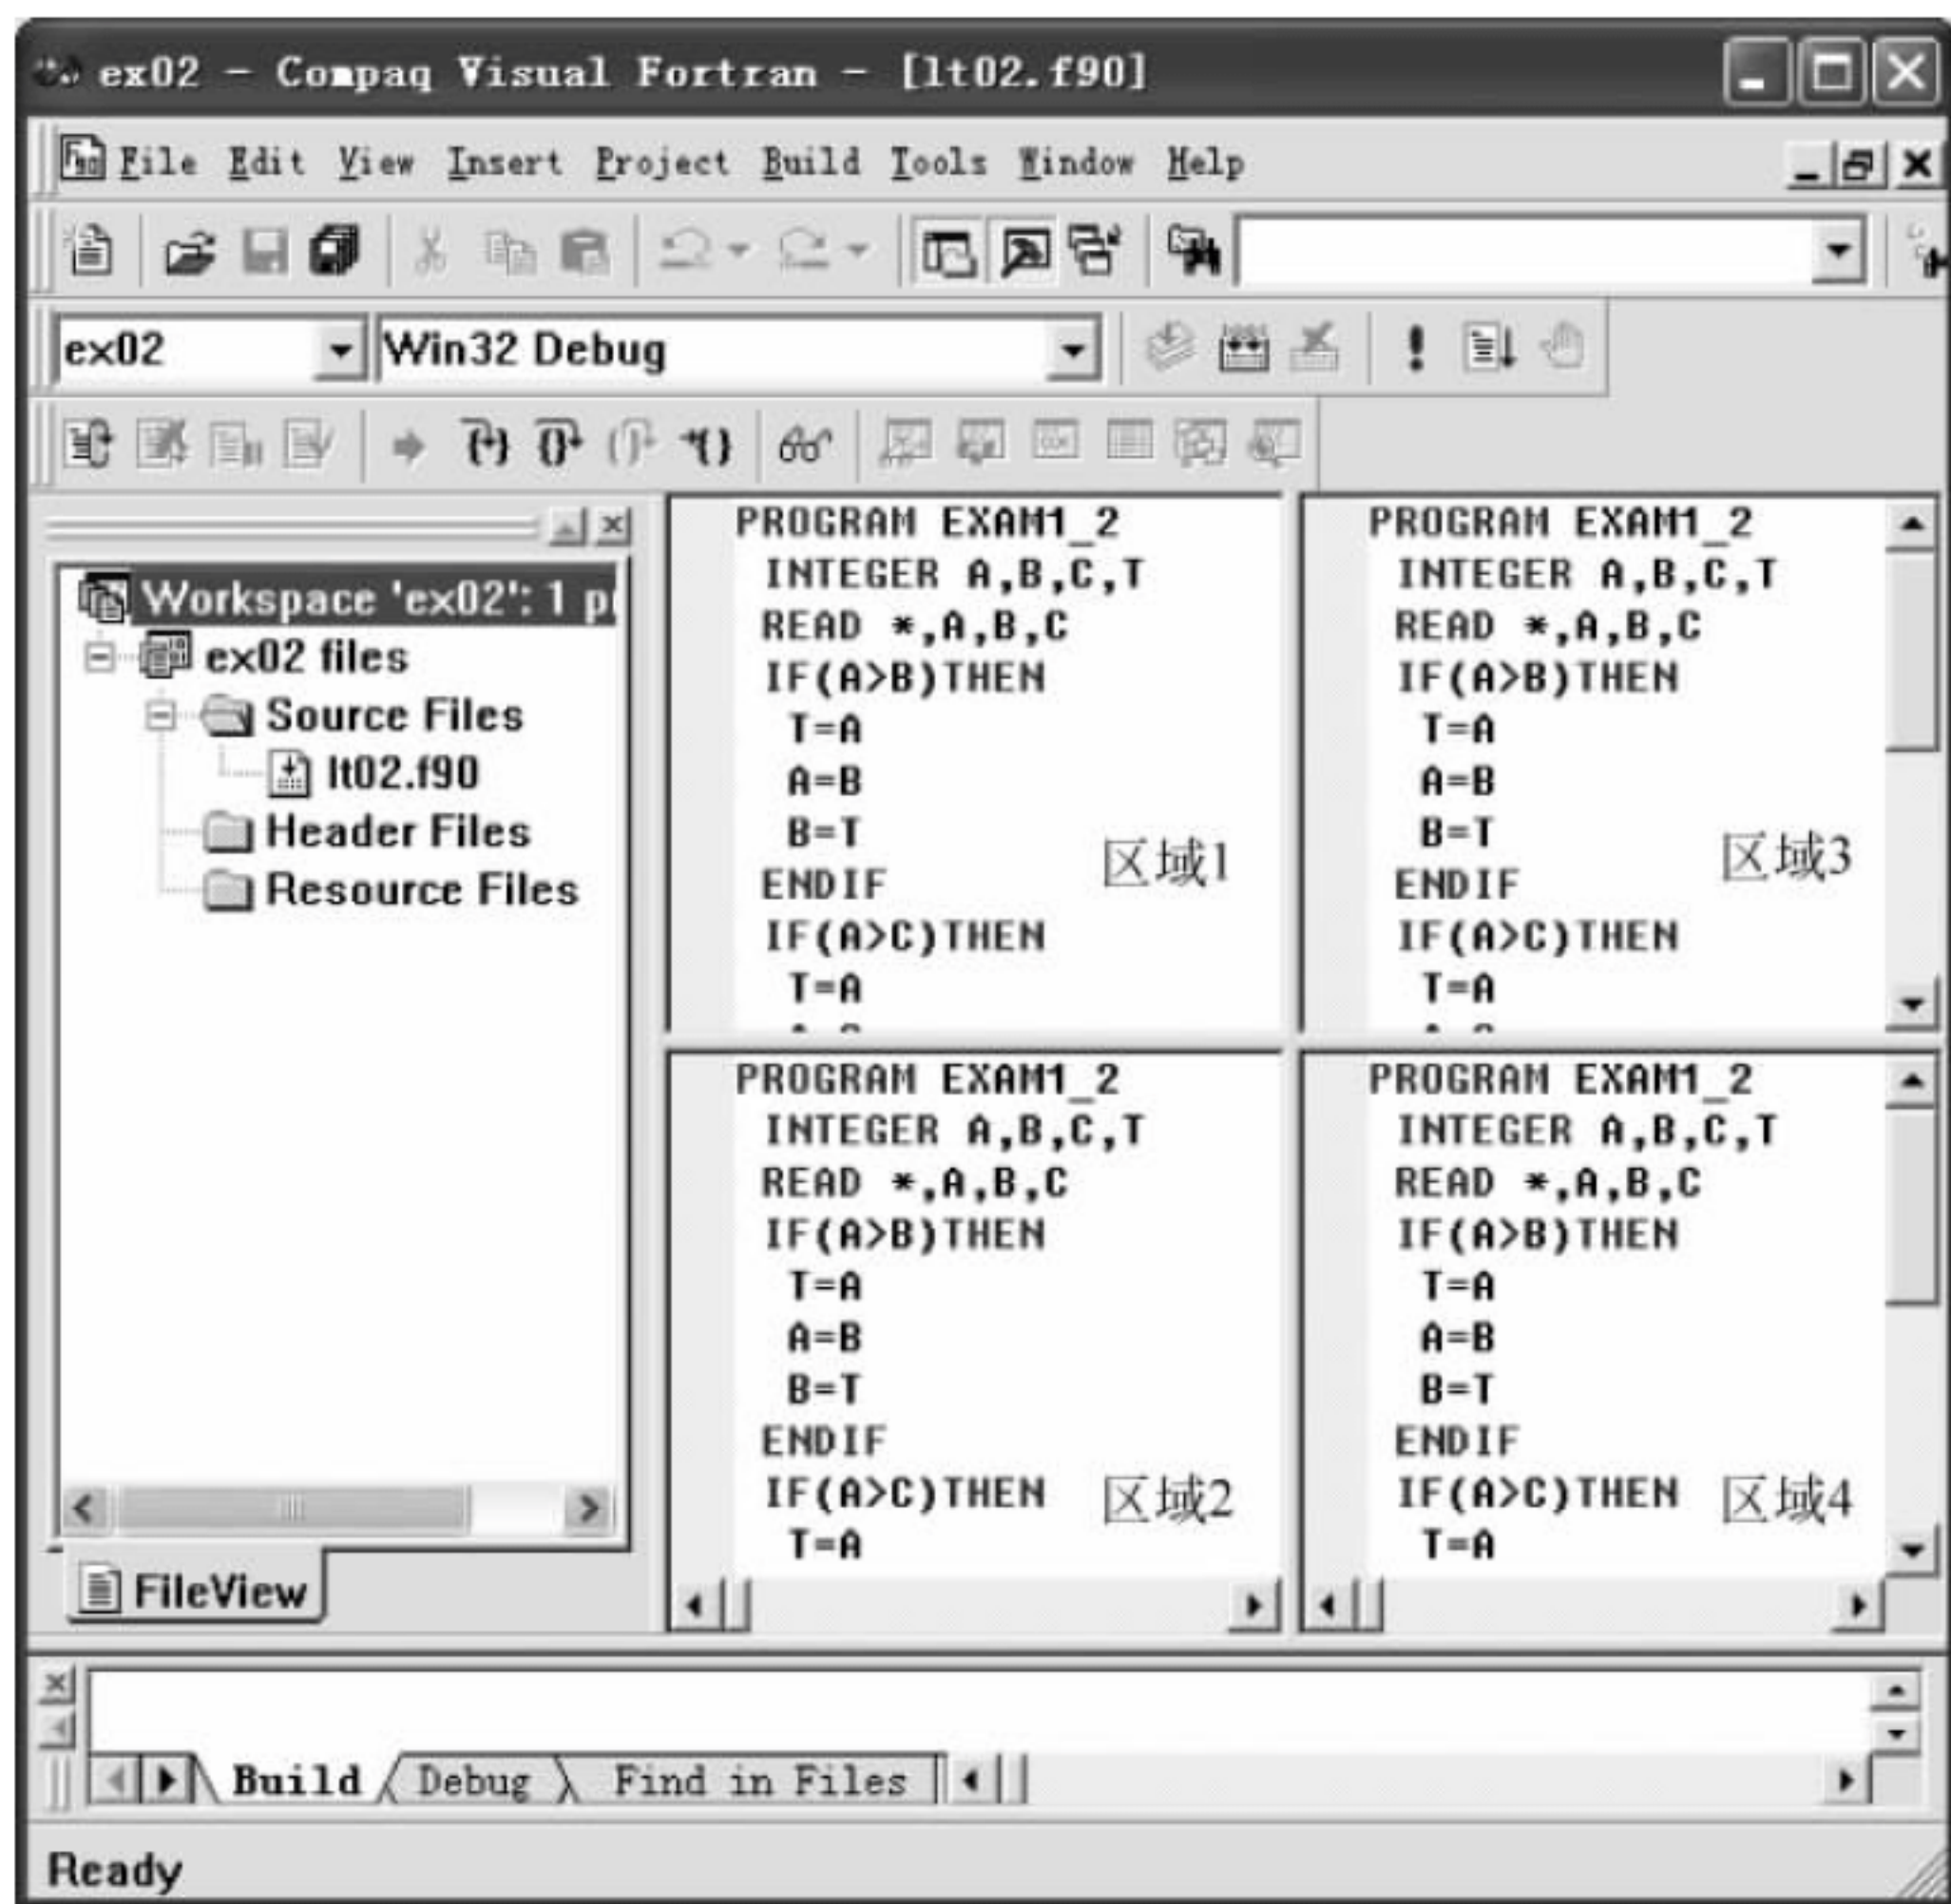 ex02 - Compaq Visual Fortran - [lt02.f90]
File Edit View Insert Project Build Tools Window Help
ex02 Win32 Debug
Workspace 'ex02': 1 p
ex02 files
Source Files
lt02.f90
Header Files
Resource Files
FileView
PROGRAM EXAM1_2
INTEGER A,B,C,T
READ *,A,B,C
IF(A>B)THEN
T=A
A=B
B=T
ENDIF
IF(A>C)THEN
T=A
区域1
PROGRAM EXAM1_2
INTEGER A,B,C,T
READ *,A,B,C
IF(A>B)THEN
T=A
A=B
B=T
ENDIF
IF(A>C)THEN
T=A
区域3
PROGRAM EXAM1_2
INTEGER A,B,C,T
READ *,A,B,C
IF(A>B)THEN
T=A
A=B
B=T
ENDIF
IF(A>C)THEN
T=A
区域2
PROGRAM EXAM1_2
INTEGER A,B,C,T
READ *,A,B,C
IF(A>B)THEN
T=A
A=B
B=T
ENDIF
IF(A>C)THEN
T=A
区域4
Build Debug Find in Files
Ready